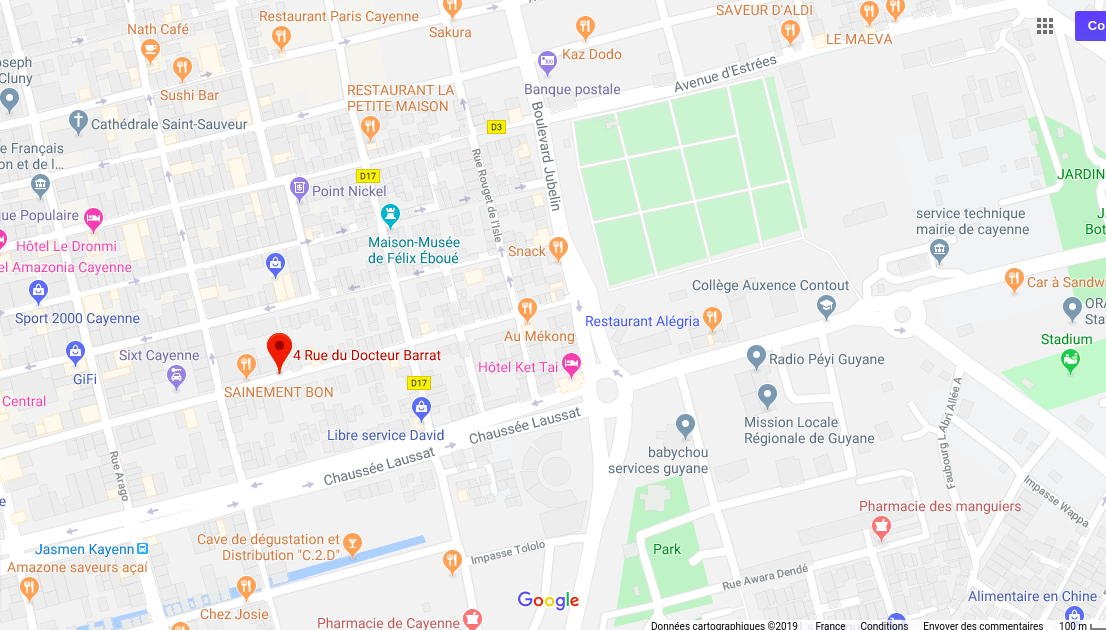 Restaurant Paris Cayenne
Nath Café
Sakura
SAVEUR D'ALDI
LE MAEVA
Co
Kaz Dodo
oseph
Cluny
Sushi Bar
Banque postale
Avenue d'Estrées
RESTAURANT LA
PETITE MAISON
Cathédrale Saint-Sauveur
D3
Boulevard Jubelin
e Français
on et de l...
Rue Rouget de l'Isle
D17
Point Nickel
JARDIN
que Populaire
Hôtel Le Dronmi
el Amazonia Cayenne
Maison-Musée
de Félix Éboué
Snack
service technique
mairie de cayenne
J
Bot
Sport 2000 Cayenne
Collège Auxence Contout
Car à Sandw
Restaurant Alégria
ORA
Sta
Au Mékong
Stadium
Sixt Cayenne
4 Rue du Docteur Barrat
Hôtel Ket Tai
Radio Péyi Guyane
GiFi
SAINEMENT BON
D17
Central
Libre service David
Chaussée Laussat
Mission Locale
Régionale de Guyane
Faubourg L Abri Allée A
babychou
services guyane
Chaussée Laussat
Rue Arago
Impasse Wappa
e
Pharmacie des manguiers
Cave de dégustation et
Distribution "C.2.D"
Jasmen Kayenn
Amazone saveurs açaí
Impasse Tololo
Park
Rue Awara Dendé
Chez Josie
Google
Alimentaire en Chine
Pharmacie de Cayenne
Données cartographiques ©2019
France
Conditions
Envoyer des commentaires
100 m